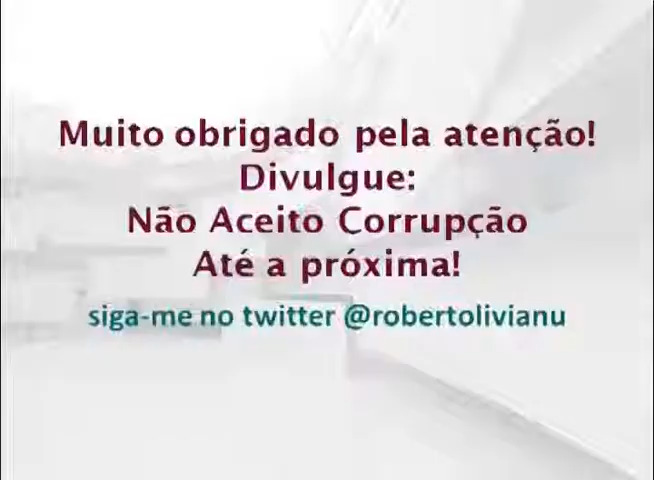 Muito obrigado pela atenção!
Divulgue:
Não Aceito Corrupção
Até a próxima!
siga-me no twitter @robertolivianu